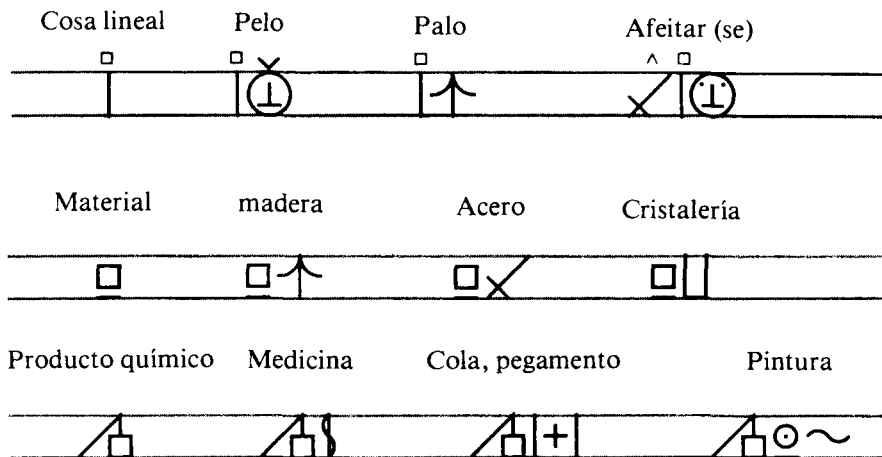 Cosa lineal Pelo Palo Afeitar (se)
Material madera Acero Cristalería
Producto químico Medicina Cola, pegamento Pintura